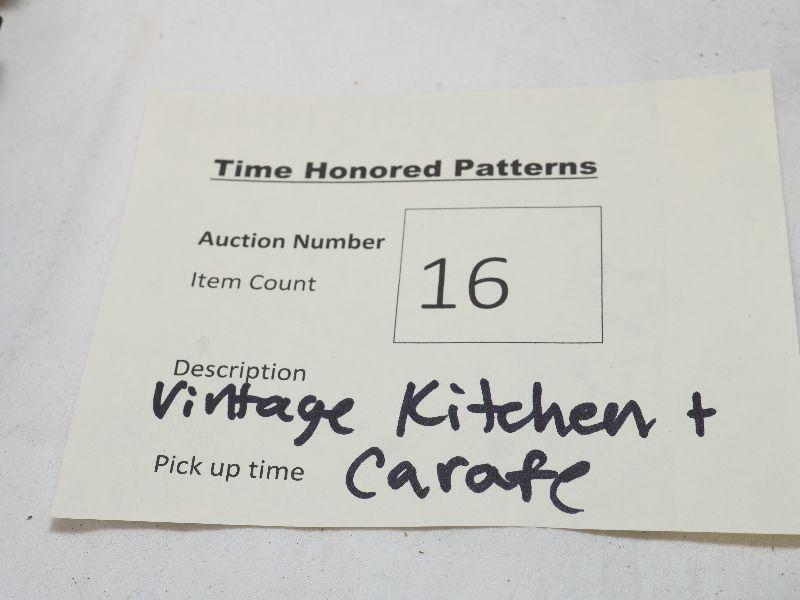 Time Honored Patterns
Auction Number
Item Count
16
Description
Vintage Kitchen +
Pick up time
Carafe